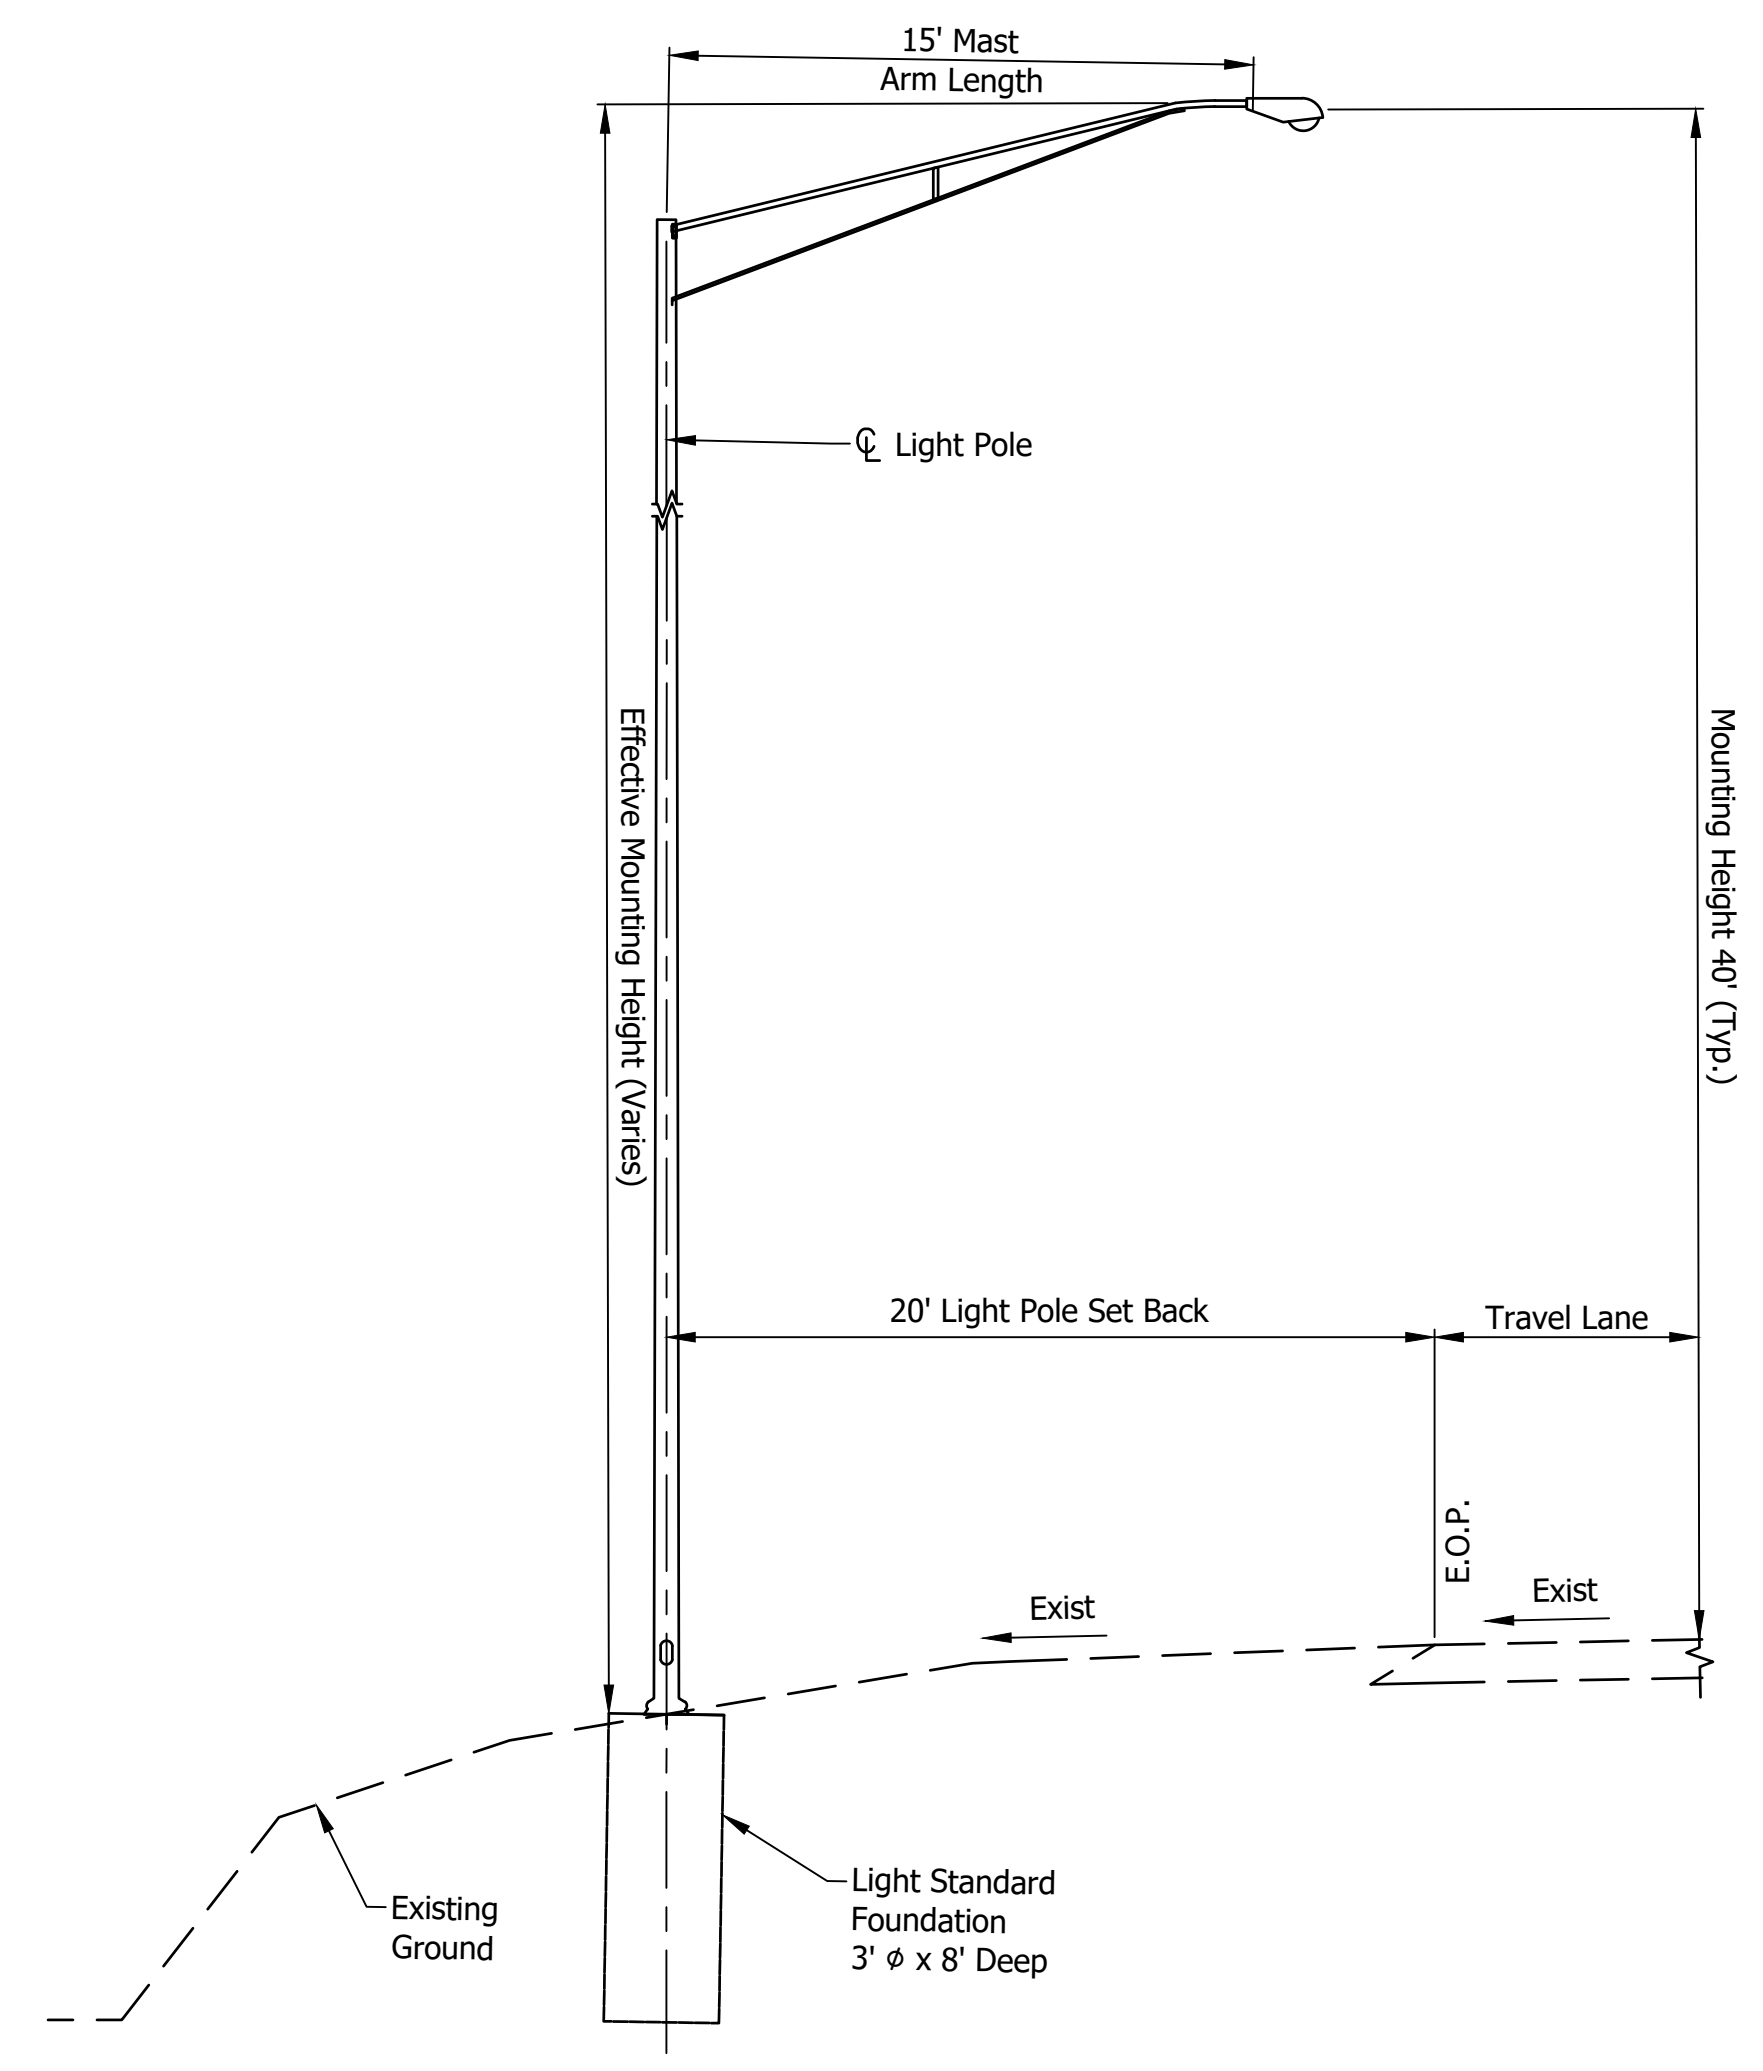 15' Mast
Arm Length
℄ Light Pole
Effective Mounting Height (Varies)
Mounting Height 40' (Typ.)
20' Light Pole Set Back
Travel Lane
E.O.P.
Exist
Exist
Existing
Ground
Light Standard
Foundation
3' ⌀ x 8' Deep